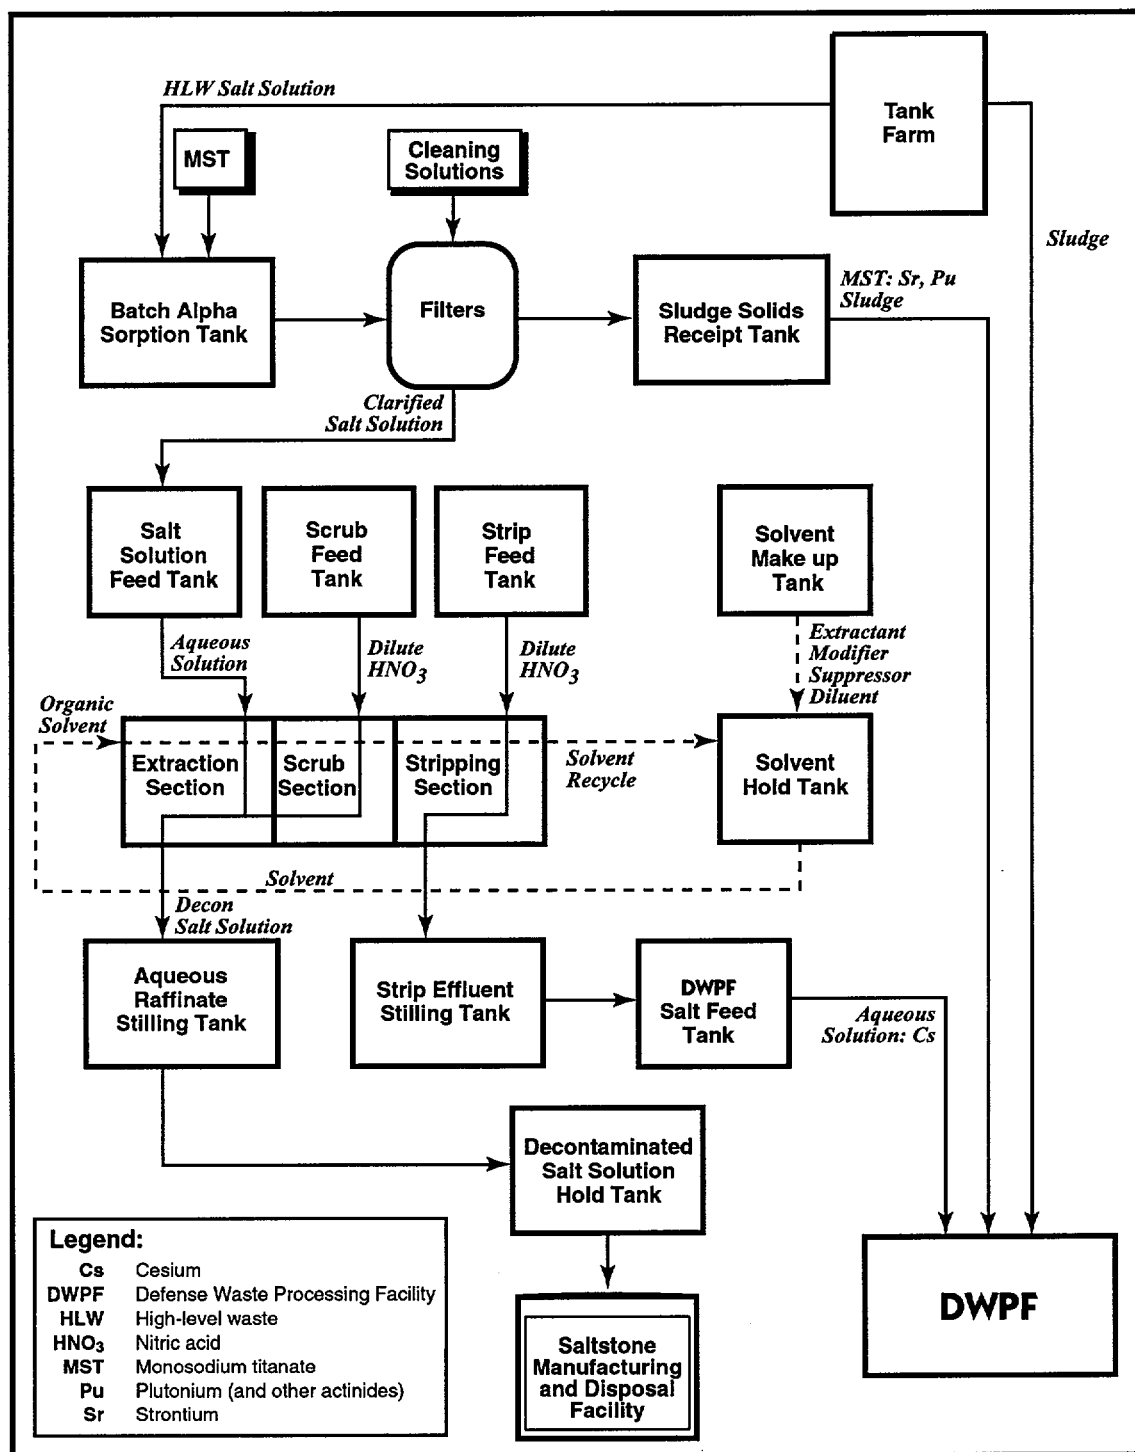 HLW Salt Solution
Tank
Farm
MST
Cleaning
Solutions
Sludge
Batch Alpha
Sorption Tank
Filters
Sludge Solids
Receipt Tank
MST: Sr, Pu
Sludge
Clarified
Salt Solution
Salt
Solution
Feed Tank
Scrub
Feed
Tank
Strip
Feed
Tank
Solvent
Make up
Tank
Aqueous
Solution
Dilute
HNO₃
Dilute
HNO₃
Extractant
Modifier
Suppressor
Diluent
Organic
Solvent
Extraction
Section
Scrub
Section
Stripping
Section
Solvent
Recycle
Solvent
Hold Tank
Solvent
Decon
Salt Solution
Aqueous
Raffinate
Stilling Tank
Strip Effluent
Stilling Tank
DWPF
Salt Feed
Tank
Aqueous
Solution: Cs
Decontaminated
Salt Solution
Hold Tank
Saltstone
Manufacturing
and Disposal
Facility
DWPF
Legend:
Cs Cesium
DWPF Defense Waste Processing Facility
HLW High-level waste
HNO₃ Nitric acid
MST Monosodium titanate
Pu Plutonium (and other actinides)
Sr Strontium